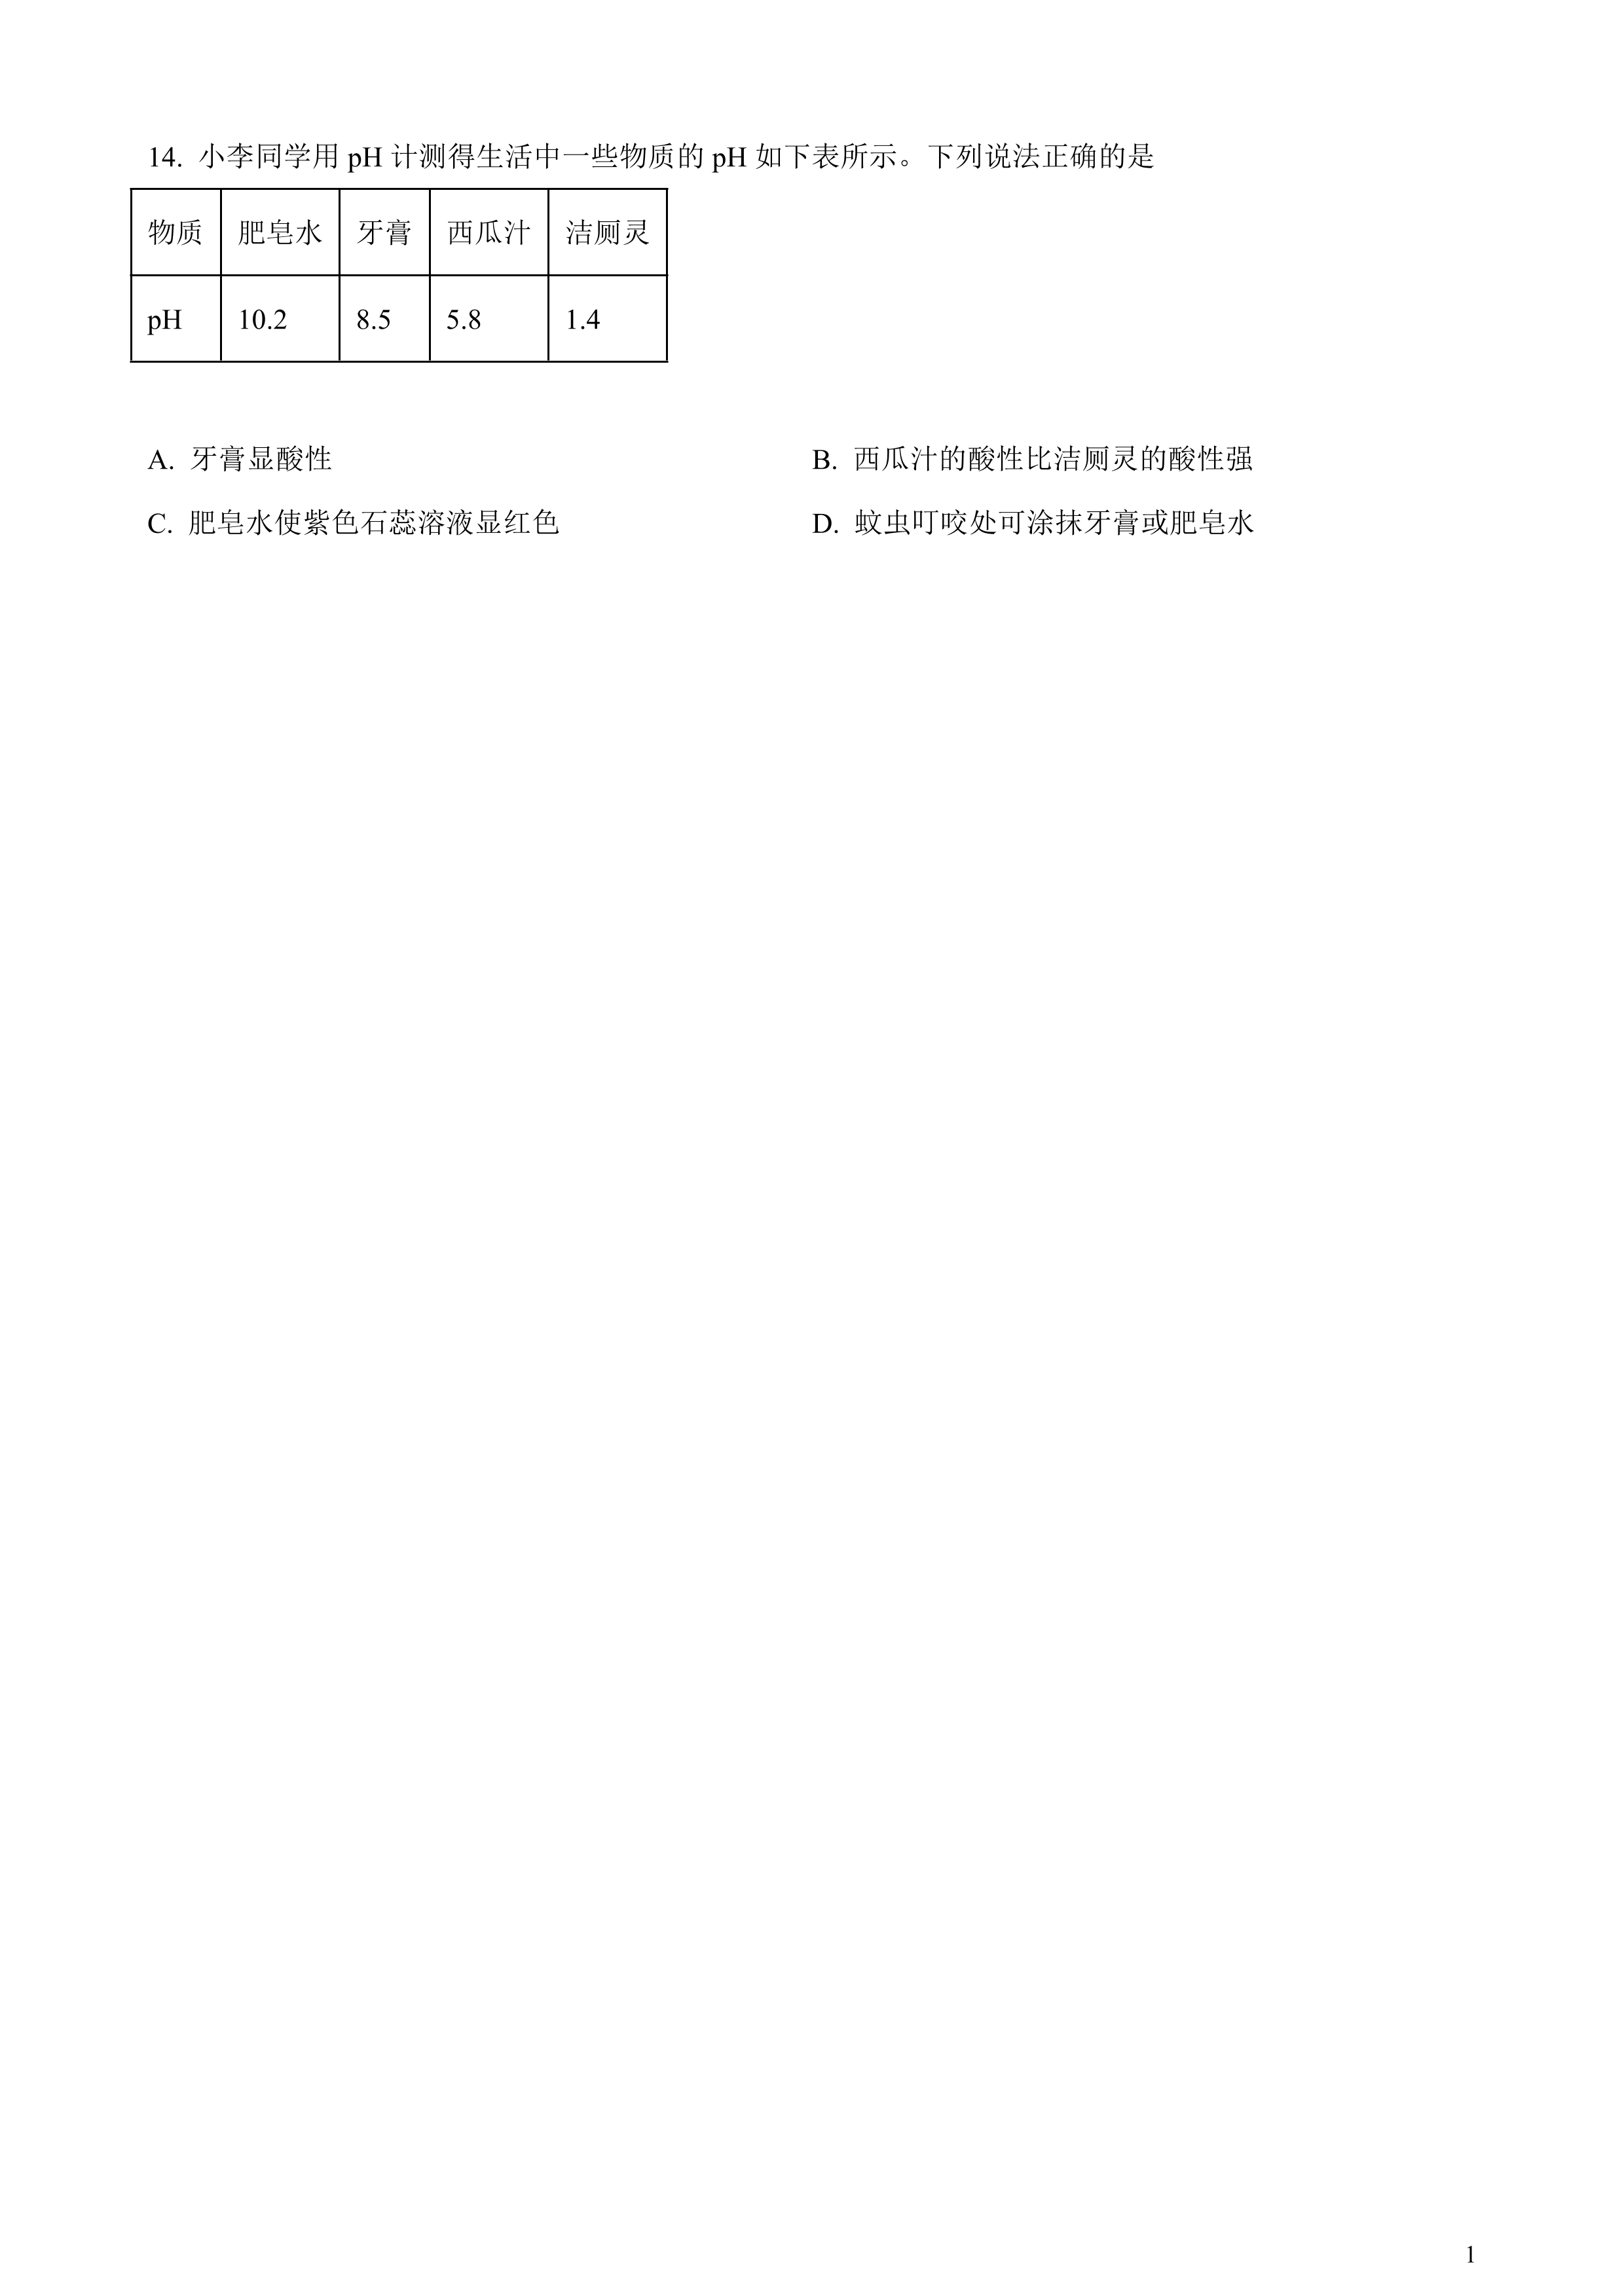 14. 小李同学用 pH 计测得生活中一些物质的 pH 如下表所示。下列说法正确的是
物质 肥皂水 牙膏 西瓜汁 洁厕灵
pH 10.2 8.5 5.8 1.4
A. 牙膏显酸性 B. 西瓜汁的酸性比洁厕灵的酸性强
C. 肥皂水使紫色石蕊溶液显红色 D. 蚊虫叮咬处可涂抹牙膏或肥皂水
1